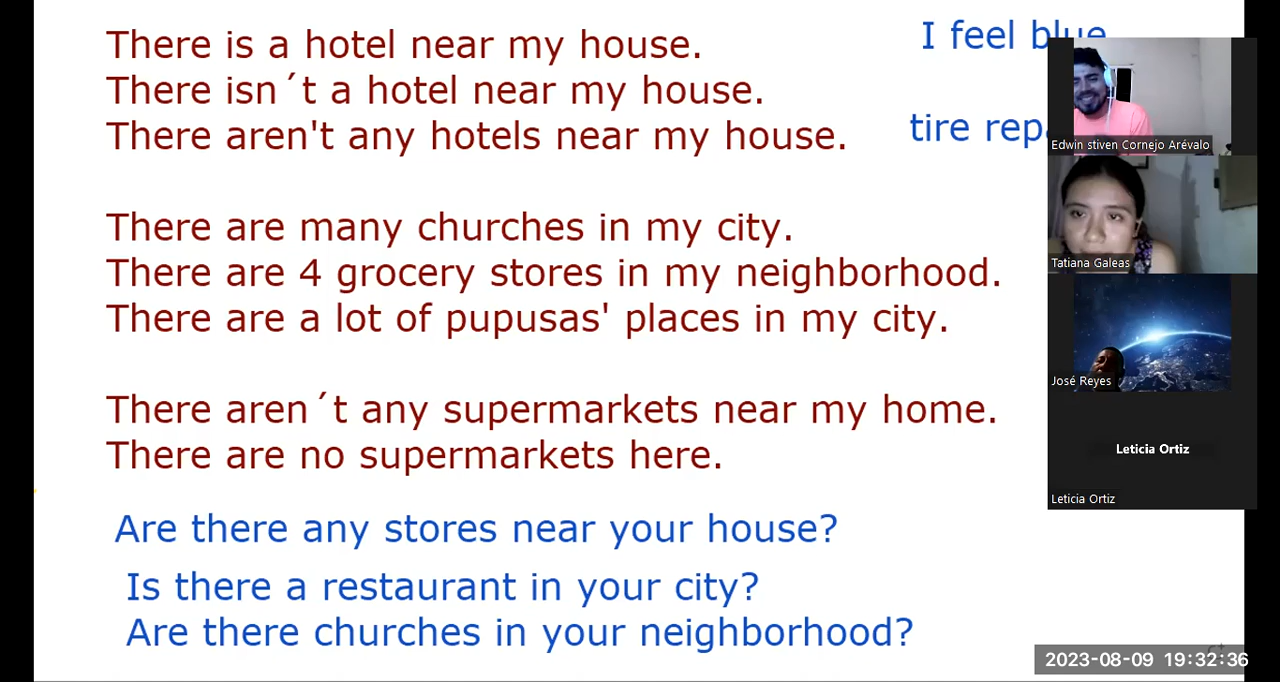 There is a hotel near my house.
There isn´t a hotel near my house.
There aren't any hotels near my house.
There are many churches in my city.
There are 4 grocery stores in my neighborhood.
There are a lot of pupusas' places in my city.
There aren´t any supermarkets near my home.
There are no supermarkets here.
Are there any stores near your house?
Is there a restaurant in your city?
Are there churches in your neighborhood?
I feel blue
tire
Edwin stiven Cornejo Arévalo
Tatiana Galeas
José Reyes
Leticia Ortiz
Leticia Ortiz
2023-08-09 19:32:36